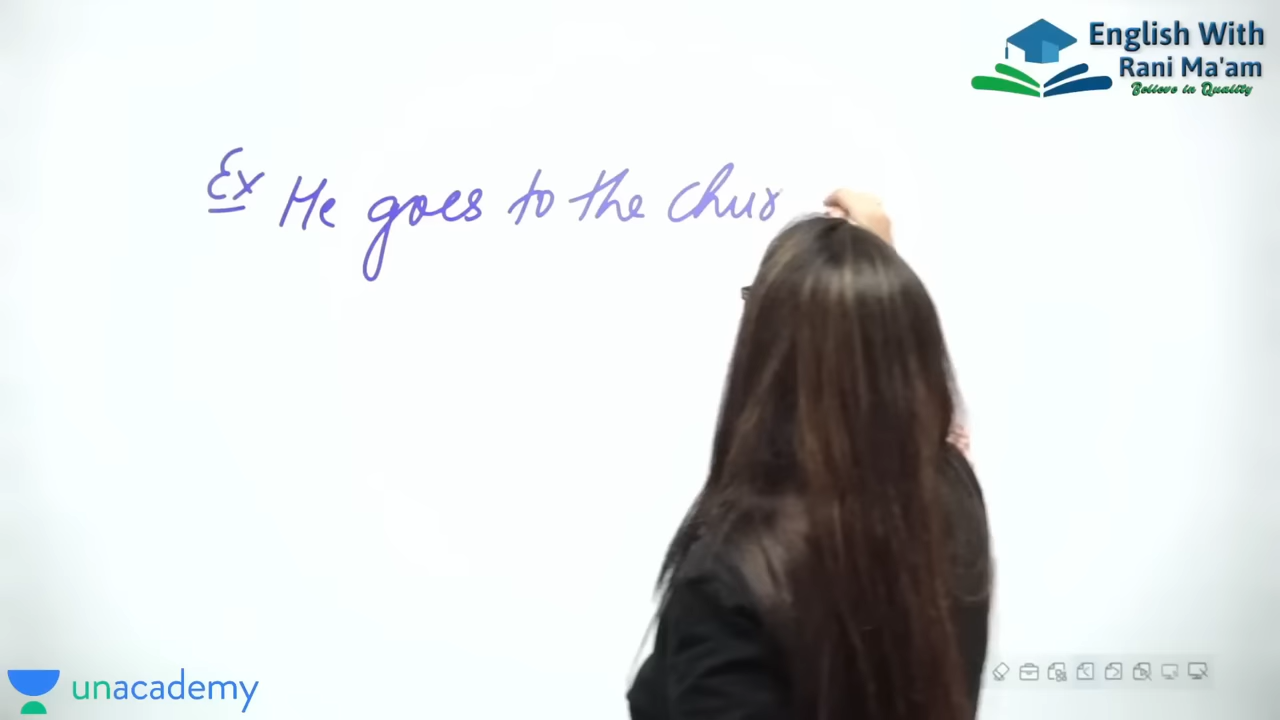 English With
Rani Ma'am
Believe in Quality
Ex He goes to the chur
unacademy